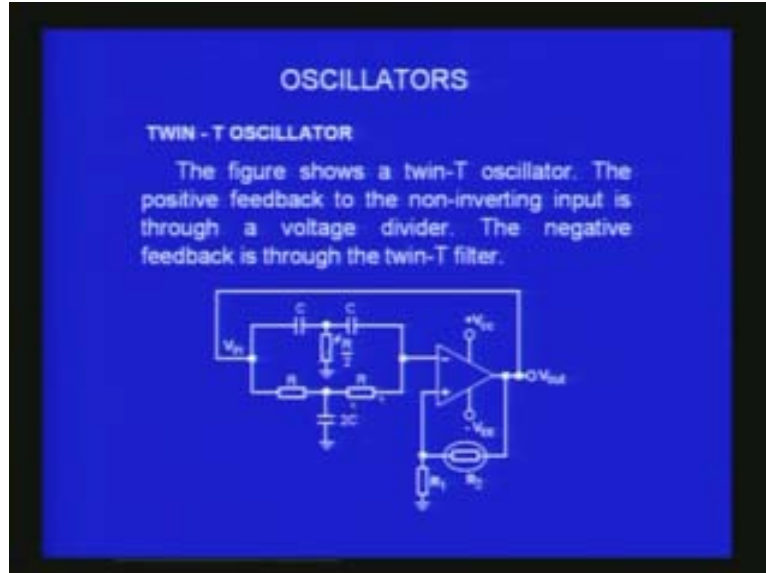 OSCILLATORS
TWIN - T OSCILLATOR
The figure shows a twin-T oscillator. The
positive feedback to the non-inverting input is
through a voltage divider. The negative
feedback is through the twin-T filter.
C C
+Vcc
R/2
Vin
R R
2C
- +
Vout
-VEE
R1 R2